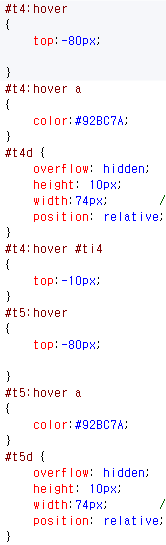 #t4:hover
{
top:-80px;
}
#t4:hover a
{
color:#92BC7A;
}
#t4d {
overflow: hidden;
height: 10px;
width:74px; /
position: relative;
}
#t4:hover #ti4
{
top:-10px;
}
#t5:hover
{
top:-80px;
}
#t5:hover a
{
color:#92BC7A;
}
#t5d {
overflow: hidden;
height: 10px;
width:74px; /
position: relative;
}